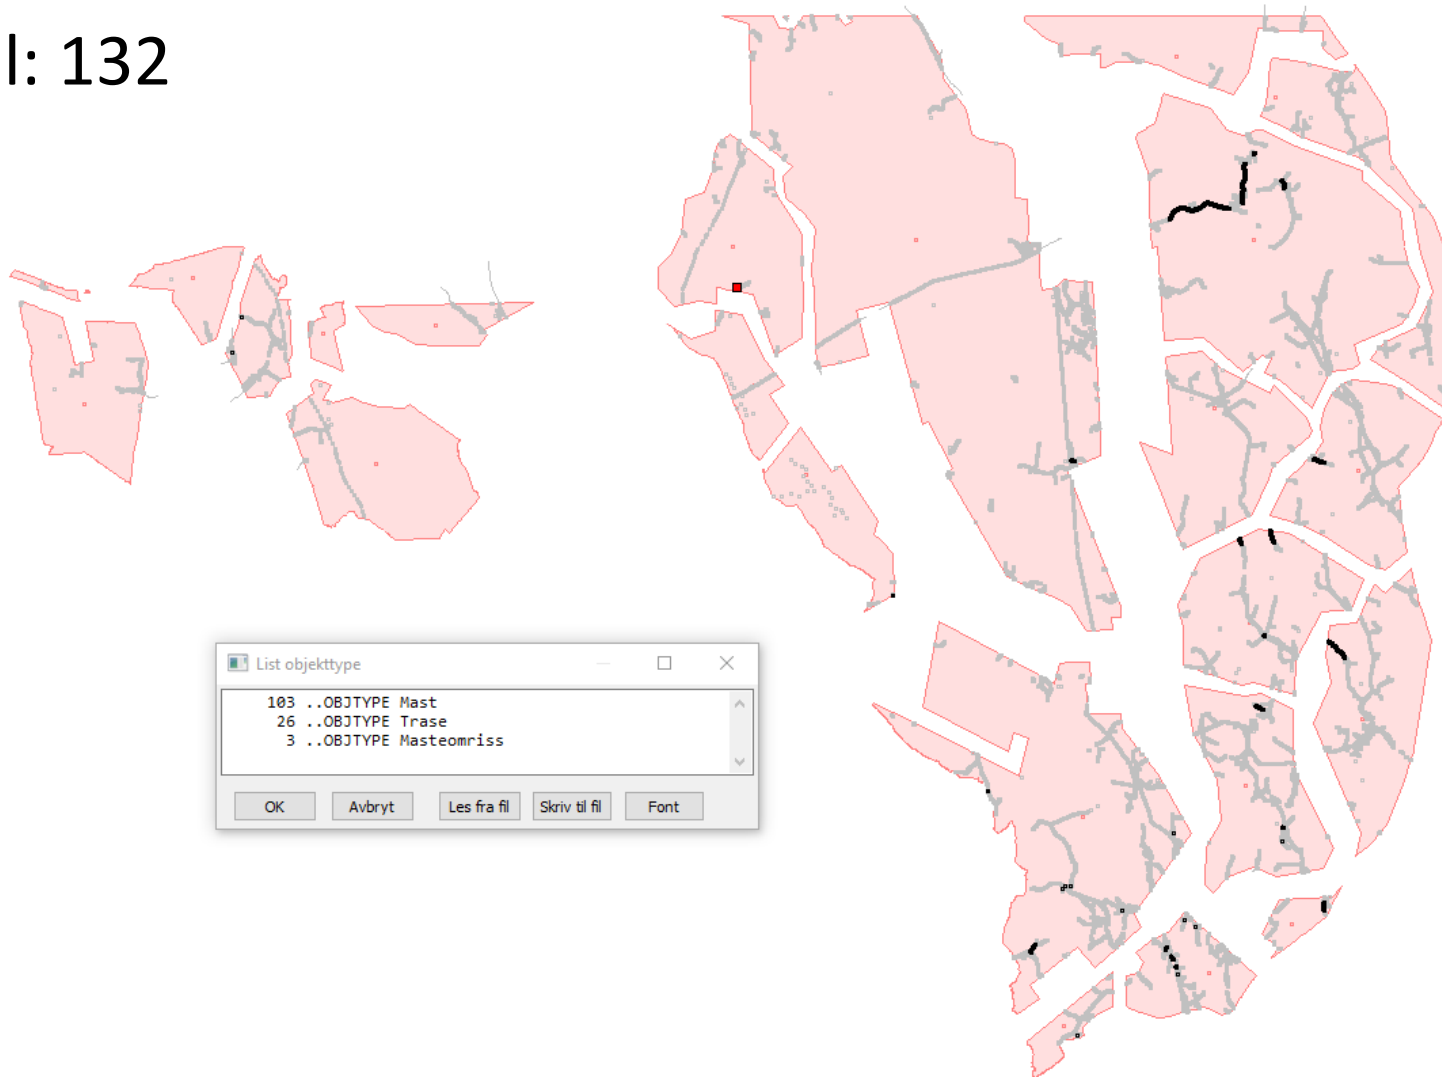 l: 132
List objekttype
103 ..OBJTYPE Mast
26 ..OBJTYPE Trase
3 ..OBJTYPE Masteomriss
OK Avbryt Les fra fil Skriv til fil Font